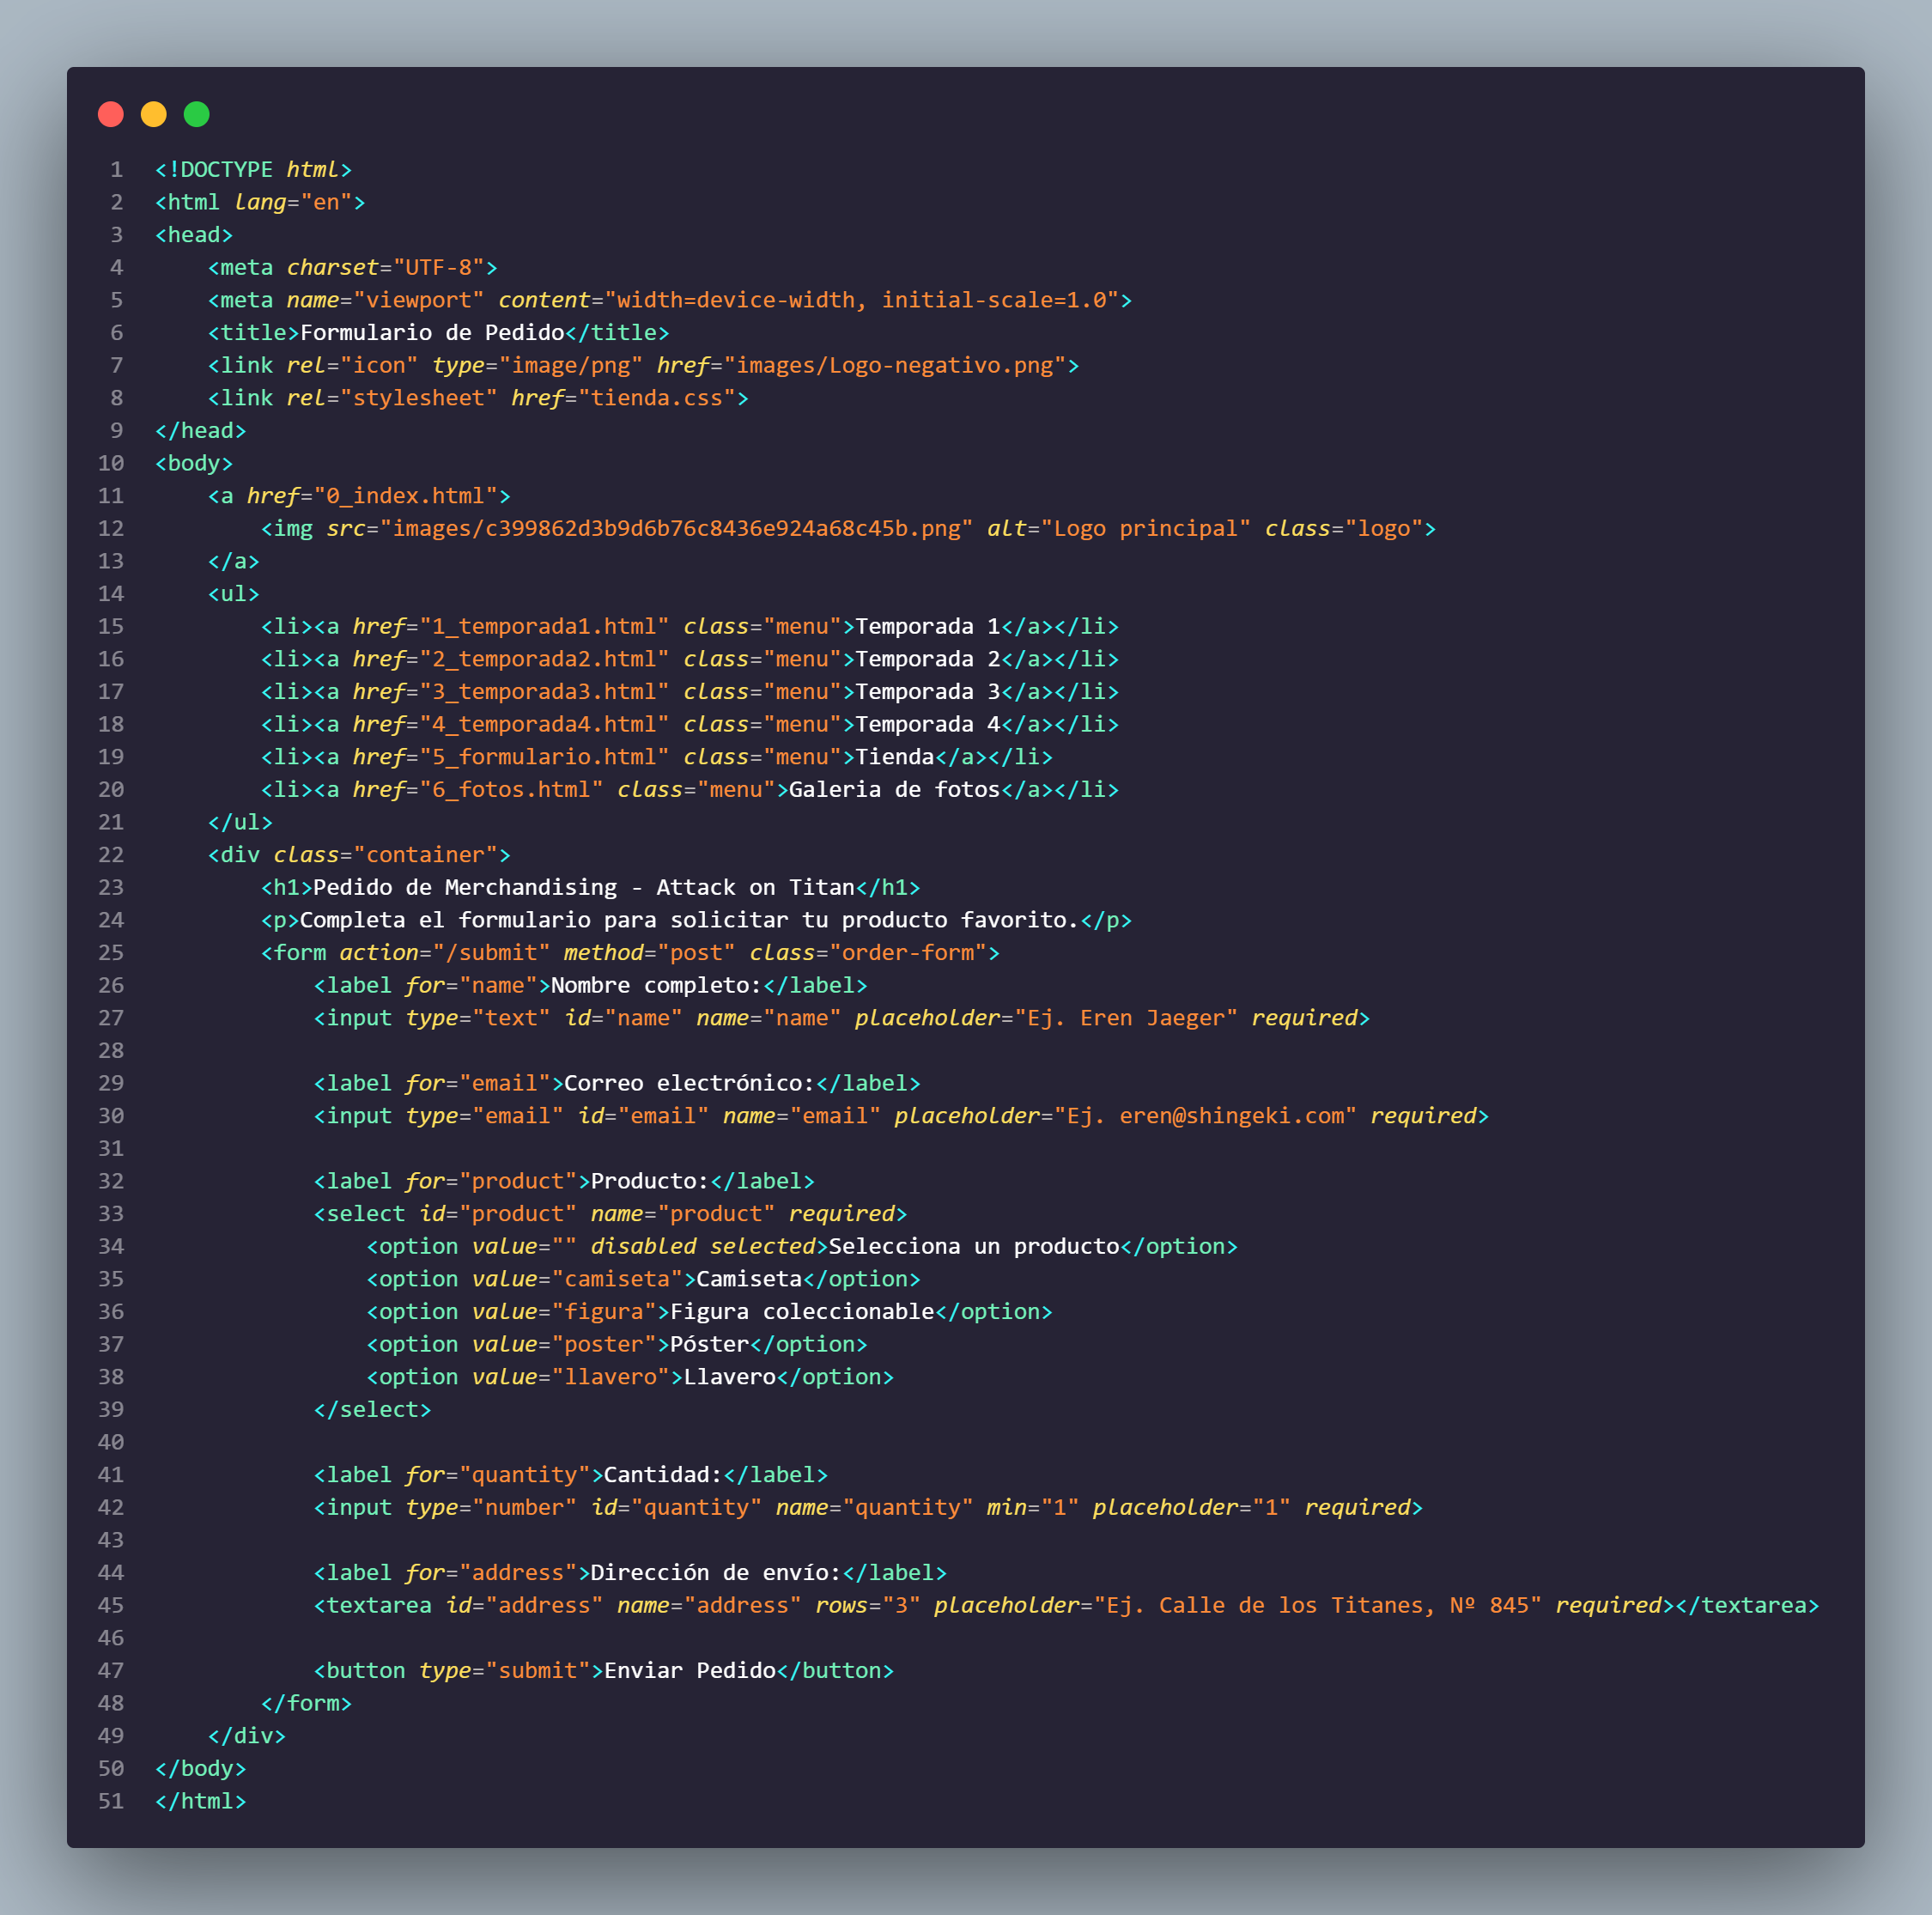 1 <!DOCTYPE html>
2 <html lang="en">
3 <head>
4     <meta charset="UTF-8">
5     <meta name="viewport" content="width=device-width, initial-scale=1.0">
6     <title>Formulario de Pedido</title>
7     <link rel="icon" type="image/png" href="images/Logo-negativo.png">
8     <link rel="stylesheet" href="tienda.css">
9 </head>
10 <body>
11     <a href="0_index.html">
12         <img src="images/c399862d3b9d6b76c8436e924a68c45b.png" alt="Logo principal" class="logo">
13     </a>
14     <ul>
15         <li><a href="1_temporada1.html" class="menu">Temporada 1</a></li>
16         <li><a href="2_temporada2.html" class="menu">Temporada 2</a></li>
17         <li><a href="3_temporada3.html" class="menu">Temporada 3</a></li>
18         <li><a href="4_temporada4.html" class="menu">Temporada 4</a></li>
19         <li><a href="5_formulario.html" class="menu">Tienda</a></li>
20         <li><a href="6_fotos.html" class="menu">Galeria de fotos</a></li>
21     </ul>
22     <div class="container">
23         <h1>Pedido de Merchandising - Attack on Titan</h1>
24         <p>Completa el formulario para solicitar tu producto favorito.</p>
25         <form action="/submit" method="post" class="order-form">
26             <label for="name">Nombre completo:</label>
27             <input type="text" id="name" name="name" placeholder="Ej. Eren Jaeger" required>
28
29             <label for="email">Correo electrónico:</label>
30             <input type="email" id="email" name="email" placeholder="Ej. eren@shingeki.com" required>
31
32             <label for="product">Producto:</label>
33             <select id="product" name="product" required>
34                 <option value="" disabled selected>Selecciona un producto</option>
35                 <option value="camiseta">Camiseta</option>
36                 <option value="figura">Figura coleccionable</option>
37                 <option value="poster">Póster</option>
38                 <option value="llavero">Llavero</option>
39             </select>
40
41             <label for="quantity">Cantidad:</label>
42             <input type="number" id="quantity" name="quantity" min="1" placeholder="1" required>
43
44             <label for="address">Dirección de envío:</label>
45             <textarea id="address" name="address" rows="3" placeholder="Ej. Calle de los Titanes, Nº 845" required></textarea>
46
47             <button type="submit">Enviar Pedido</button>
48         </form>
49     </div>
50 </body>
51 </html>